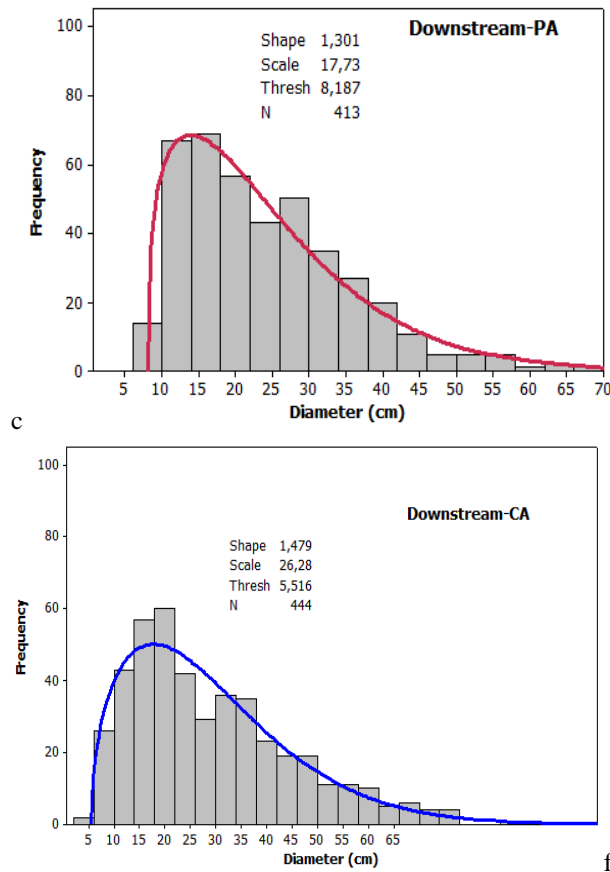 Downstream-PA
Shape 1,301
Scale 17,73
Thresh 8,187
N 413
100
80
60
40
20
0
Frequency
5 10 15 20 25 30 35 40 45 50 55 60 65 70
Diameter (cm)
c
Downstream-CA
Shape 1,479
Scale 26,28
Thresh 5,516
N 444
100
80
60
40
20
0
Frequency
5 10 15 20 25 30 35 40 45 50 55 60 65
Diameter (cm)
f